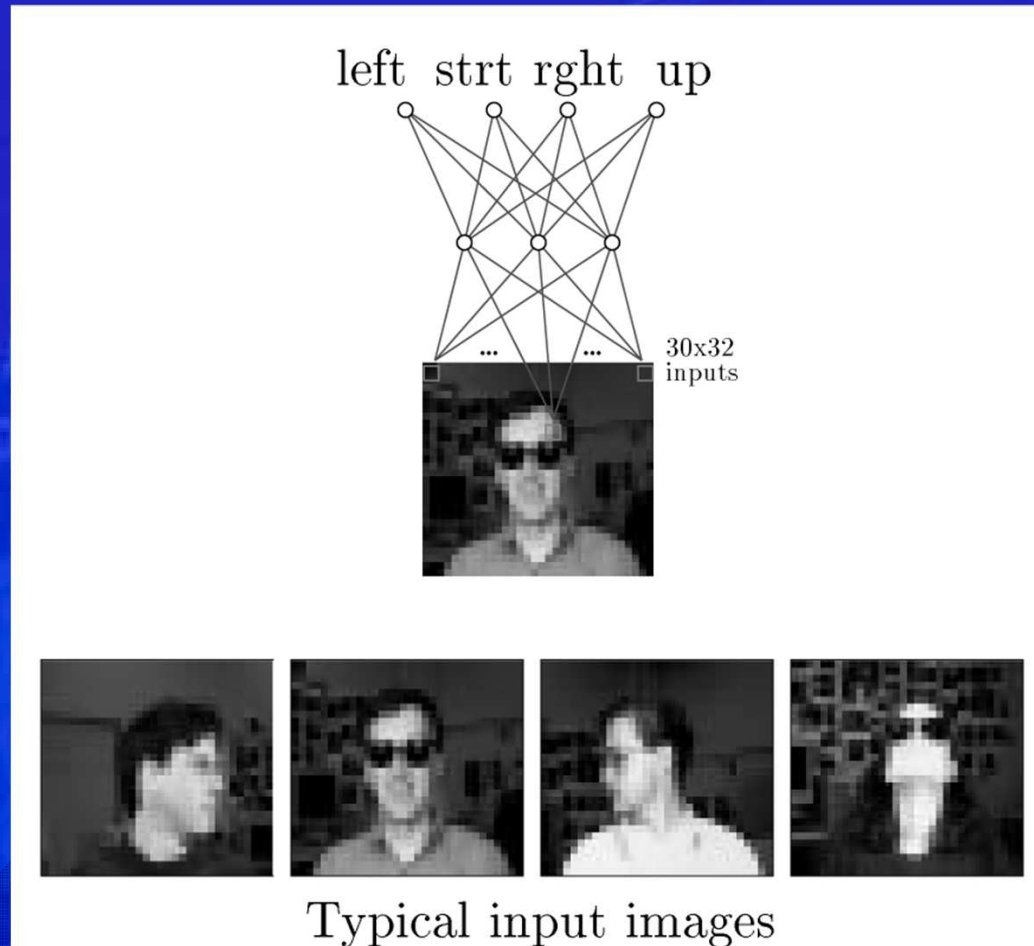 left strt rght up
... ...
30x32
inputs
Typical input images